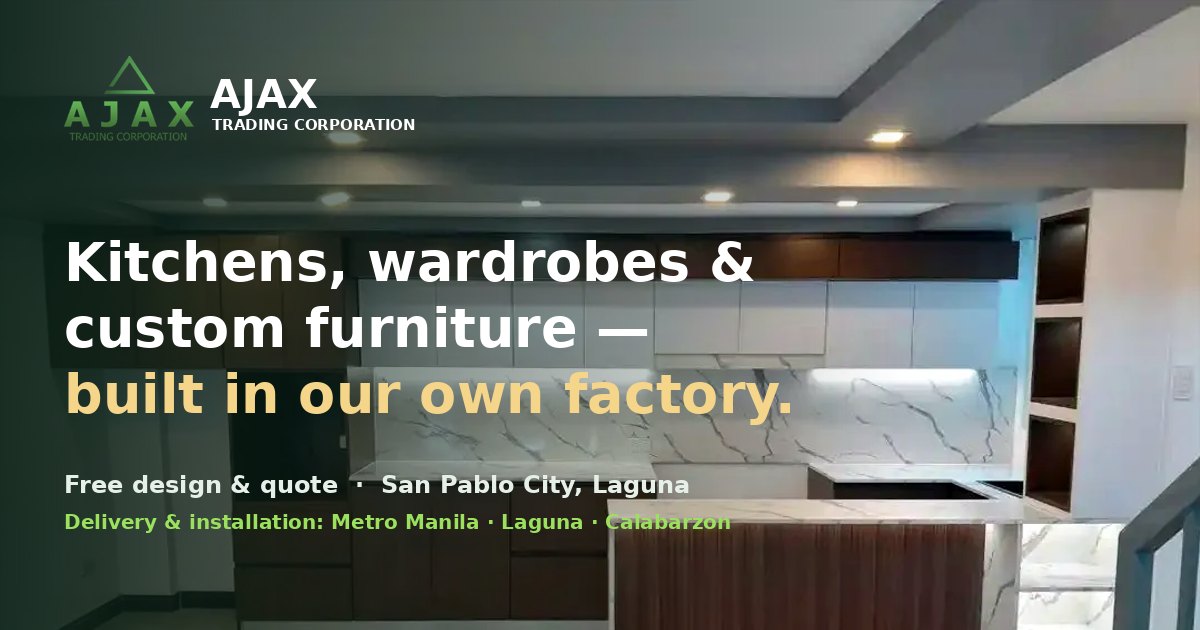 AJAX
TRADING CORPORATION
AJAX
TRADING CORPORATION
Kitchens, wardrobes &
custom furniture —
built in our own factory.
Free design & quote · San Pablo City, Laguna
Delivery & installation: Metro Manila · Laguna · Calabarzon